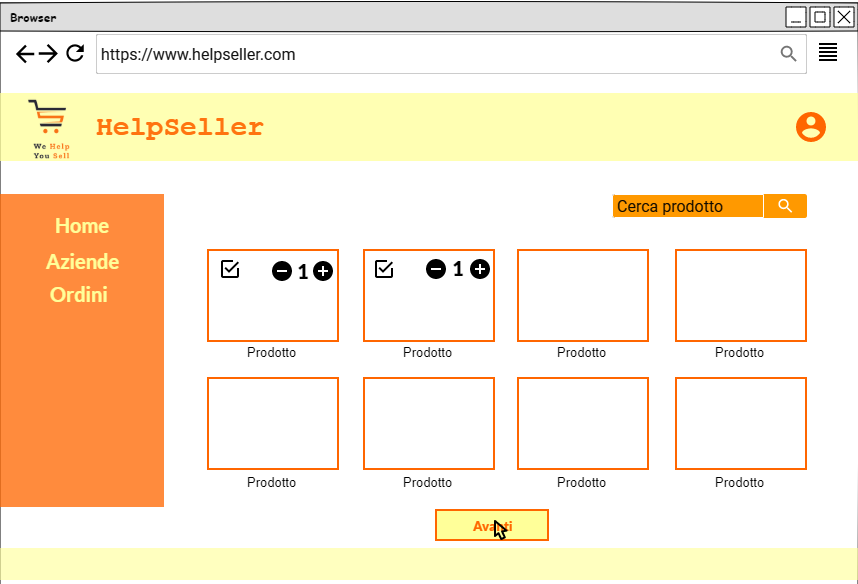 Browser
https://www.helpseller.com
We Help
You Sell
HelpSeller
Home
Aziende
Ordini
Cerca prodotto
1
1
Prodotto
Prodotto
Prodotto
Prodotto
Prodotto
Prodotto
Prodotto
Prodotto
Avanti